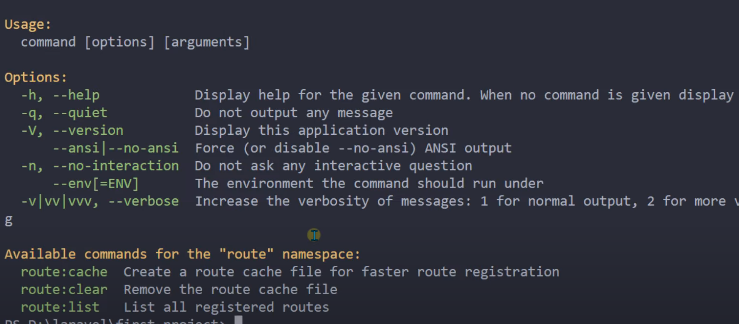 Usage:
command [options] [arguments]
Options:
-h, --help Display help for the given command. When no command is given display
-q, --quiet Do not output any message
-V, --version Display this application version
--ansi|--no-ansi Force (or disable --no-ansi) ANSI output
-n, --no-interaction Do not ask any interactive question
--env[=ENV] The environment the command should run under
-v|vv|vvv, --verbose Increase the verbosity of messages: 1 for normal output, 2 for more v
g
Available commands for the "route" namespace:
route:cache Create a route cache file for faster route registration
route:clear Remove the route cache file
route:list List all registered routes
PS D:\laravel\first project>